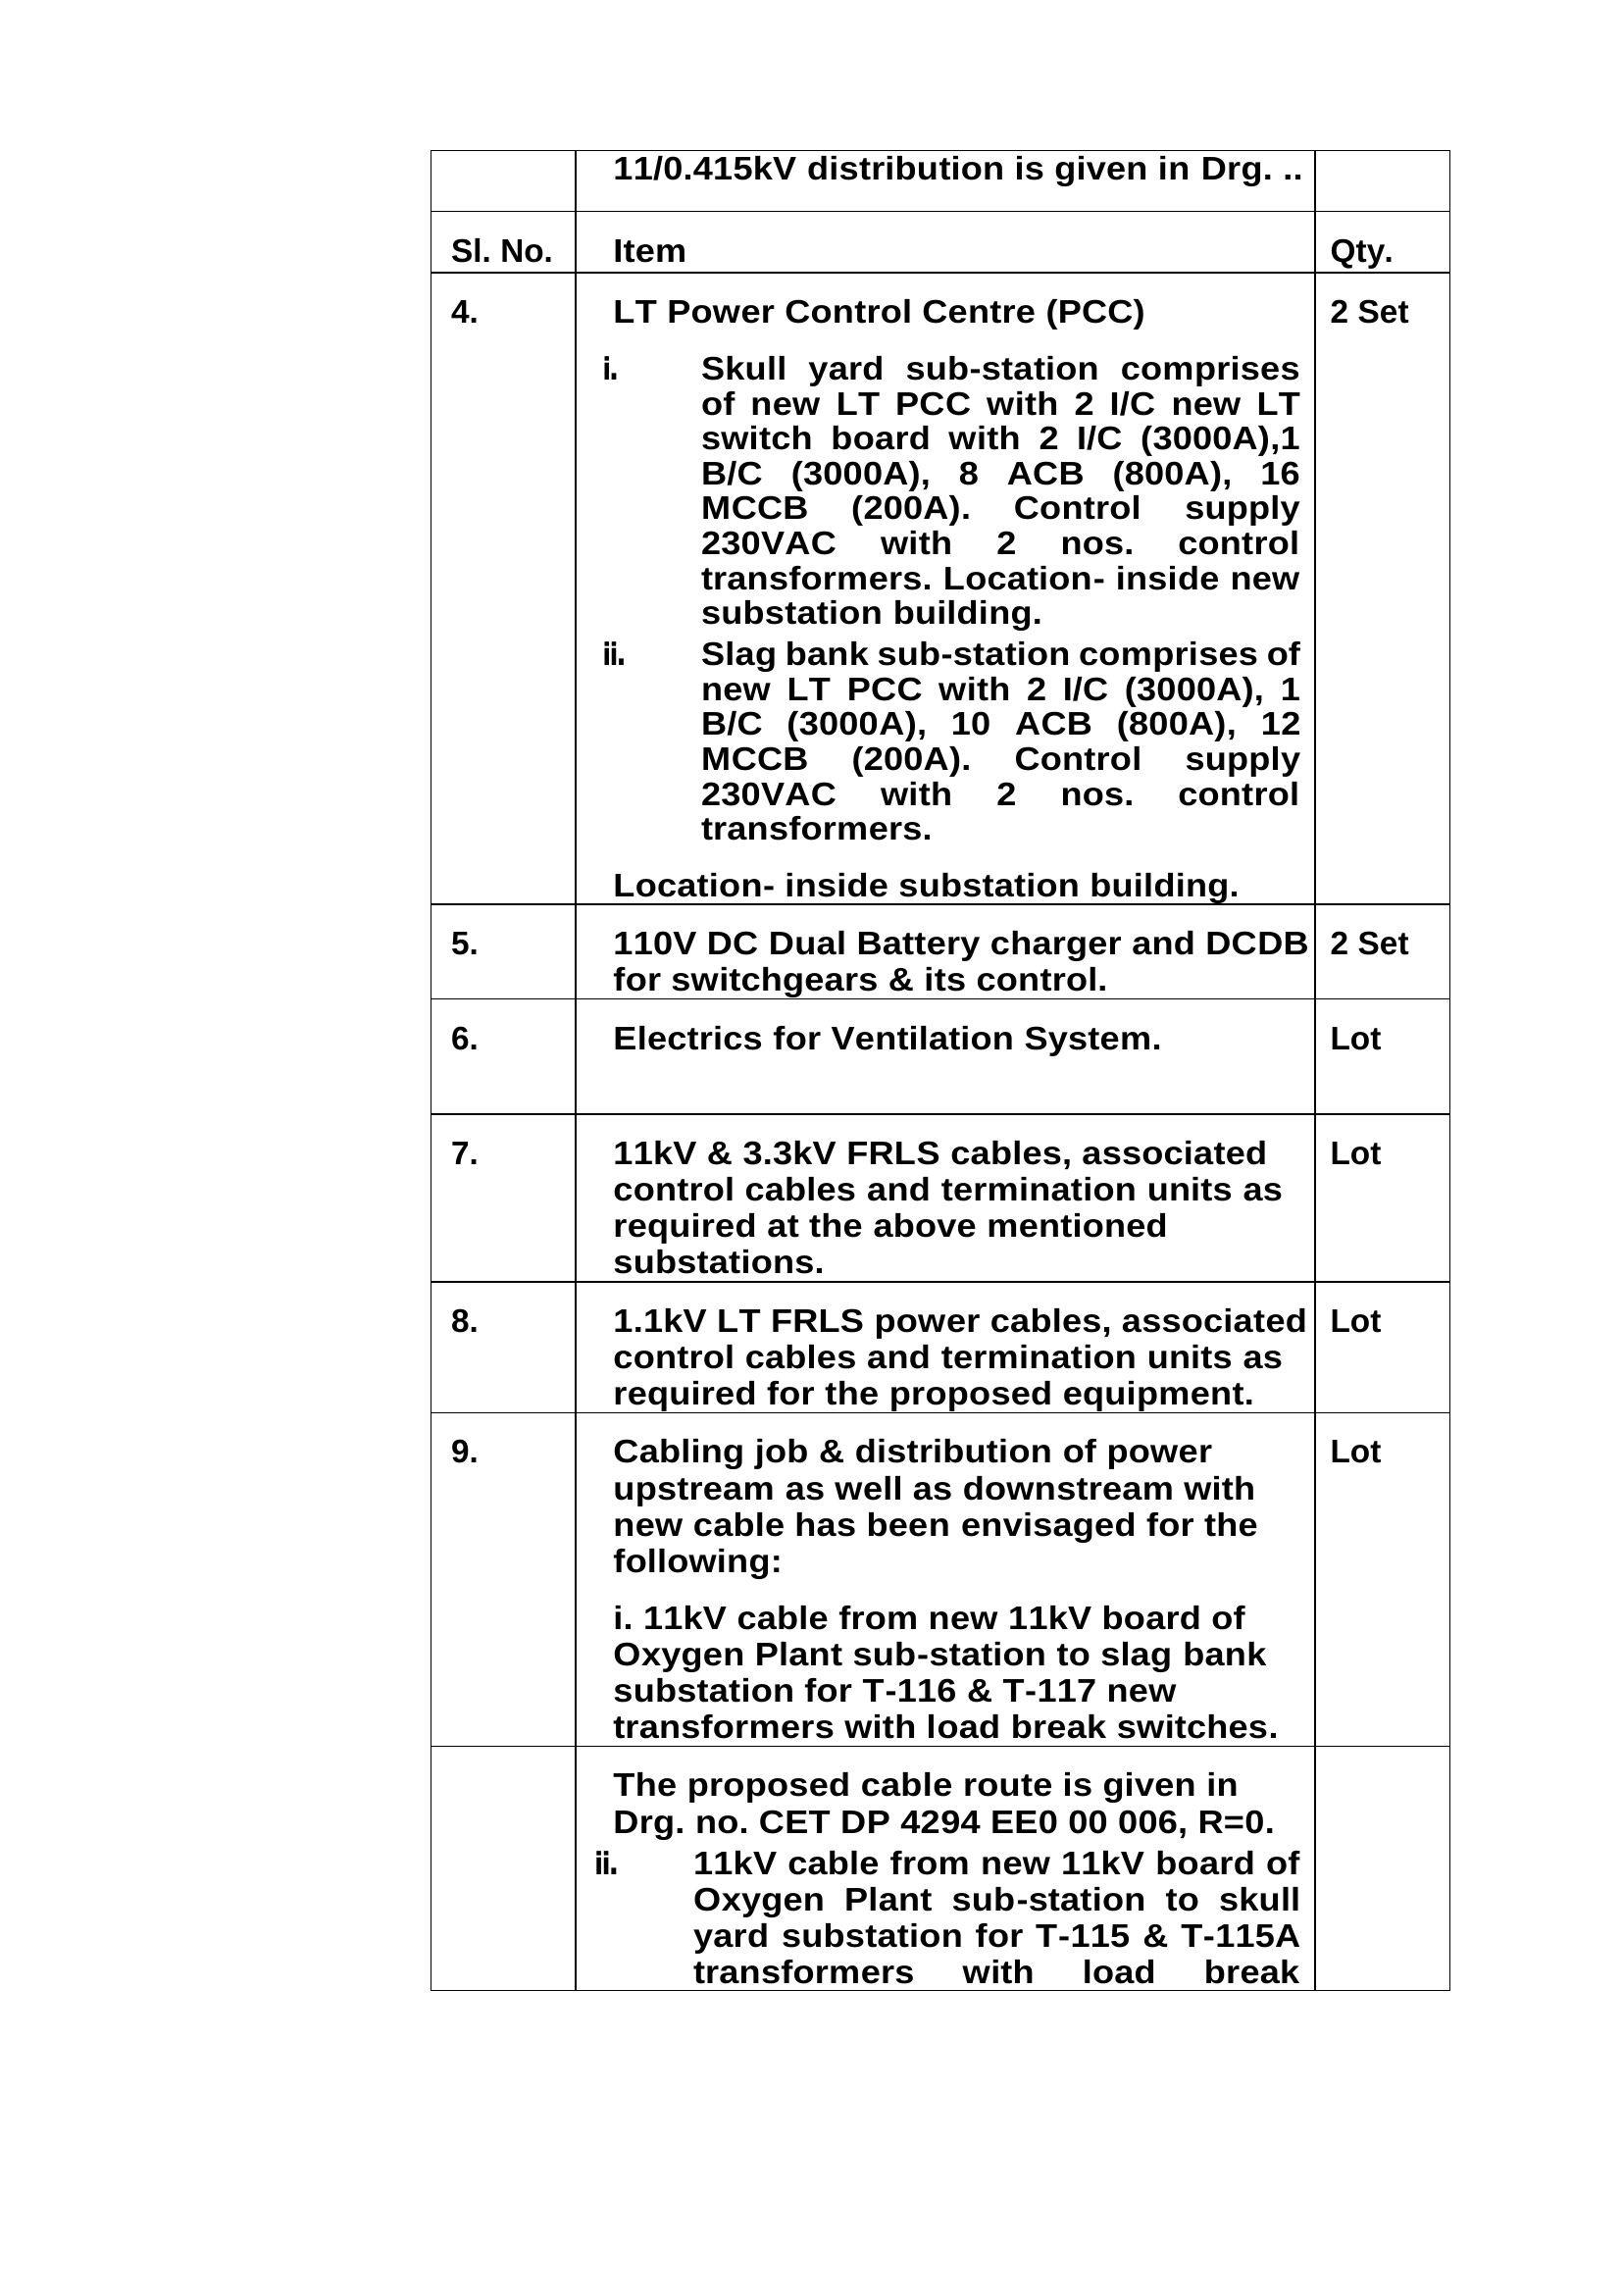 11/0.415kV distribution is given in Drg. ..
Sl. No. Item Qty.
4. LT Power Control Centre (PCC) 2 Set
i. Skull yard sub-station comprises
of new LT PCC with 2 I/C new LT
switch board with 2 I/C (3000A),1
B/C (3000A), 8 ACB (800A), 16
MCCB (200A). Control supply
230VAC with 2 nos. control
transformers. Location- inside new
substation building.
ii. Slag bank sub-station comprises of
new LT PCC with 2 I/C (3000A), 1
B/C (3000A), 10 ACB (800A), 12
MCCB (200A). Control supply
230VAC with 2 nos. control
transformers.
Location- inside substation building.
5. 110V DC Dual Battery charger and DCDB 2 Set
for switchgears & its control.
6. Electrics for Ventilation System. Lot
7. 11kV & 3.3kV FRLS cables, associated Lot
control cables and termination units as
required at the above mentioned
substations.
8. 1.1kV LT FRLS power cables, associated Lot
control cables and termination units as
required for the proposed equipment.
9. Cabling job & distribution of power Lot
upstream as well as downstream with
new cable has been envisaged for the
following:
i. 11kV cable from new 11kV board of
Oxygen Plant sub-station to slag bank
substation for T-116 & T-117 new
transformers with load break switches.
The proposed cable route is given in
Drg. no. CET DP 4294 EE0 00 006, R=0.
ii. 11kV cable from new 11kV board of
Oxygen Plant sub-station to skull
yard substation for T-115 & T-115A
transformers with load break